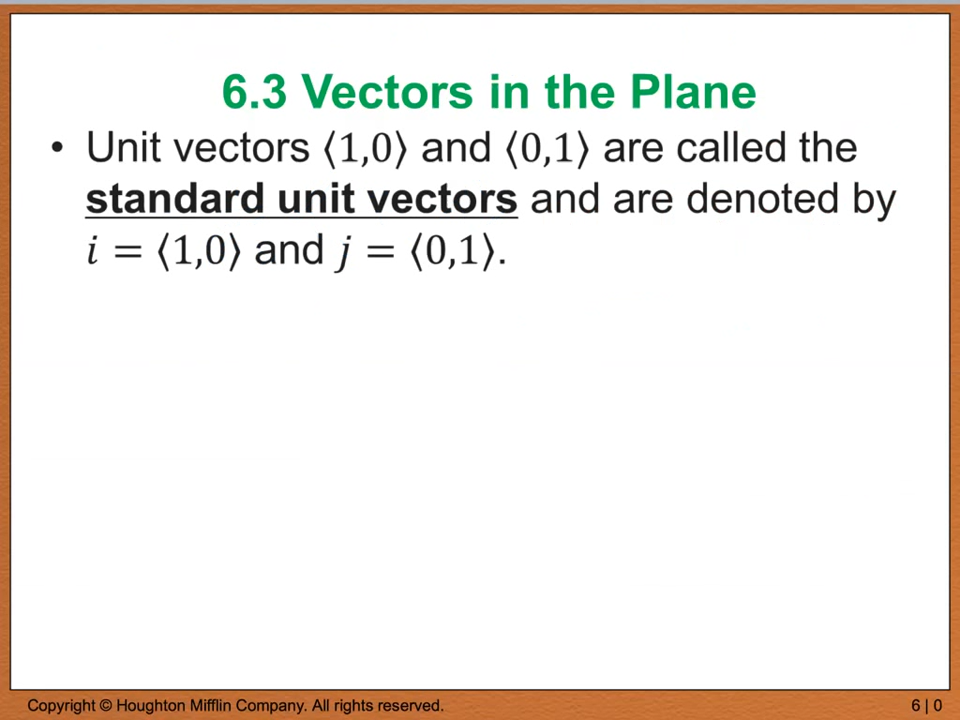 6.3 Vectors in the Plane
• Unit vectors ⟨1,0⟩ and ⟨0,1⟩ are called the
standard unit vectors and are denoted by
𝑖 = ⟨1,0⟩ and 𝑗 = ⟨0,1⟩.
Copyright © Houghton Mifflin Company. All rights reserved.
6 | 0